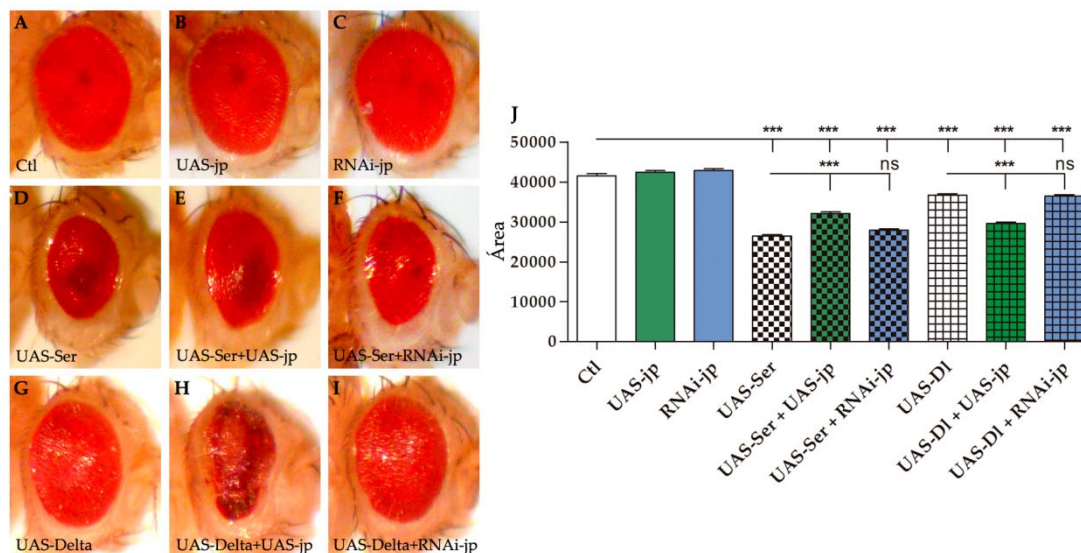 A
Ctl
B
UAS-jp
C
RNAi-jp
D
UAS-Ser
E
UAS-Ser+UAS-jp
F
UAS-Ser+RNAi-jp
G
UAS-Delta
H
UAS-Delta+UAS-jp
I
UAS-Delta+RNAi-jp
J
*** *** *** *** *** ***
*** ns *** ns
Área
50000
40000
30000
20000
10000
0
Ctl
UAS-jp
RNAi-jp
UAS-Ser
UAS-Ser + UAS-jp
UAS-Ser + RNAi-jp
UAS-Dl
UAS-Dl + UAS-jp
UAS-Dl + RNAi-jp